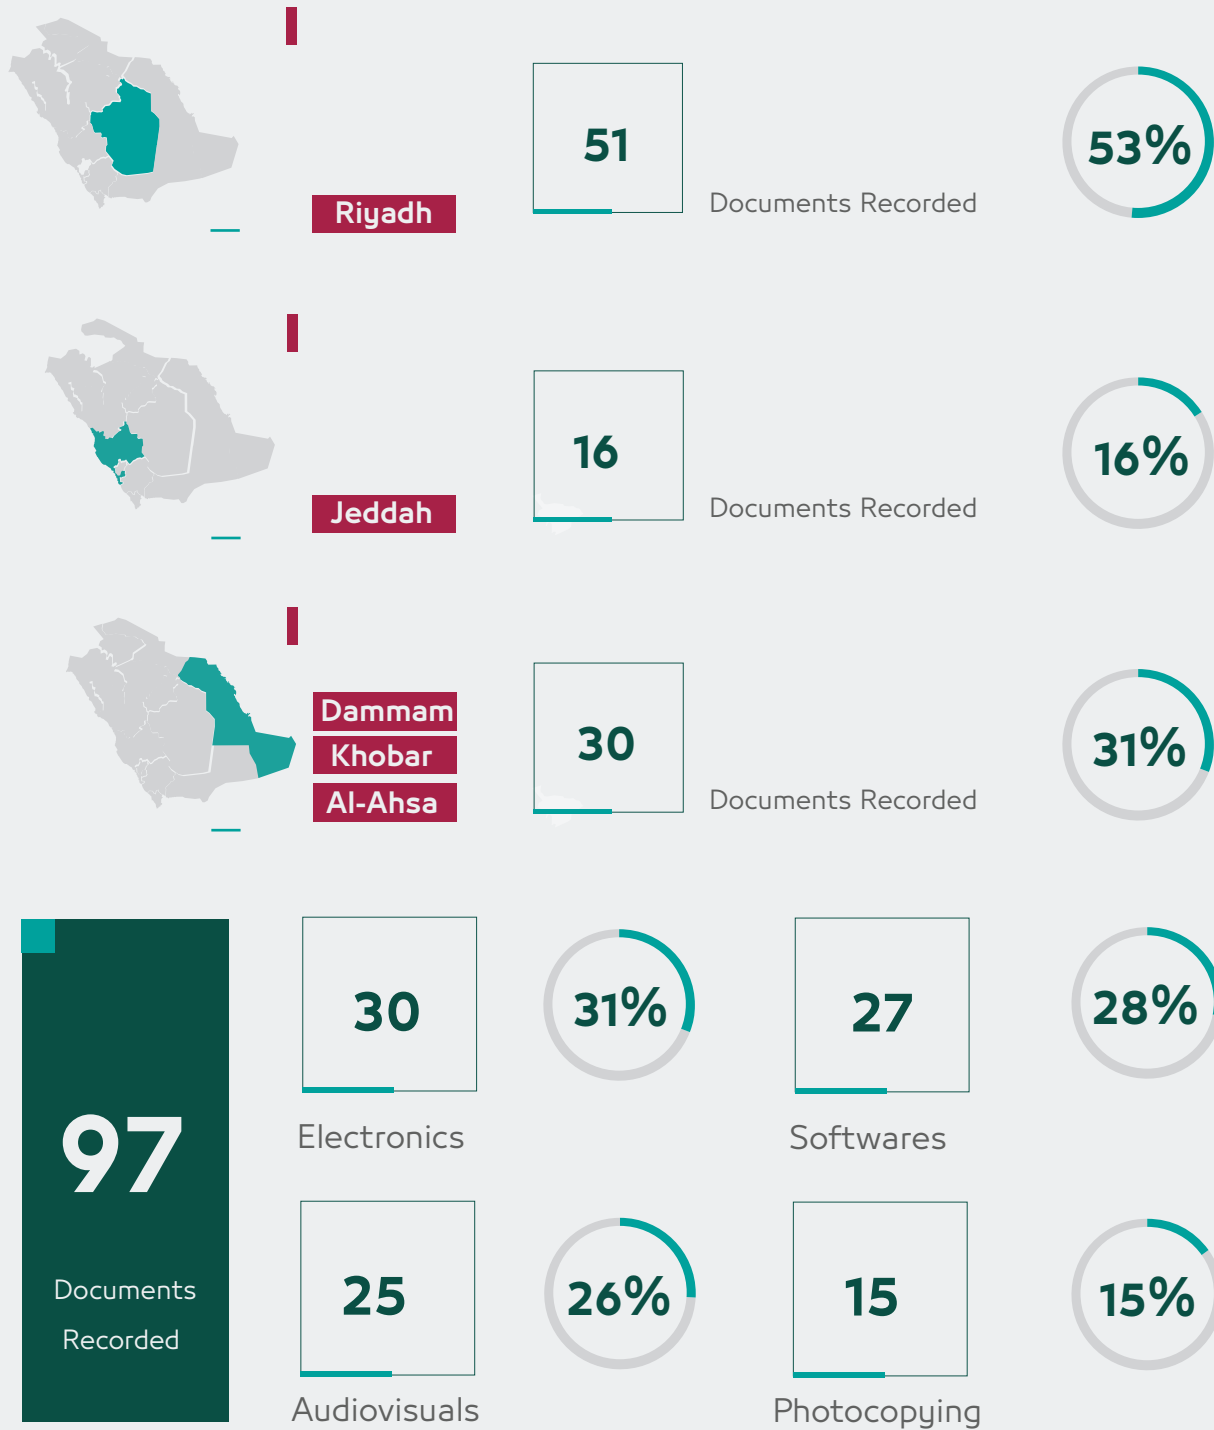 51
53%
Riyadh
Documents Recorded
16
16%
Jeddah
Documents Recorded
30
31%
Dammam
Khobar
Al-Ahsa
Documents Recorded
97
Documents
Recorded
30
31%
Electronics
27
28%
Softwares
25
26%
Audiovisuals
15
15%
Photocopying